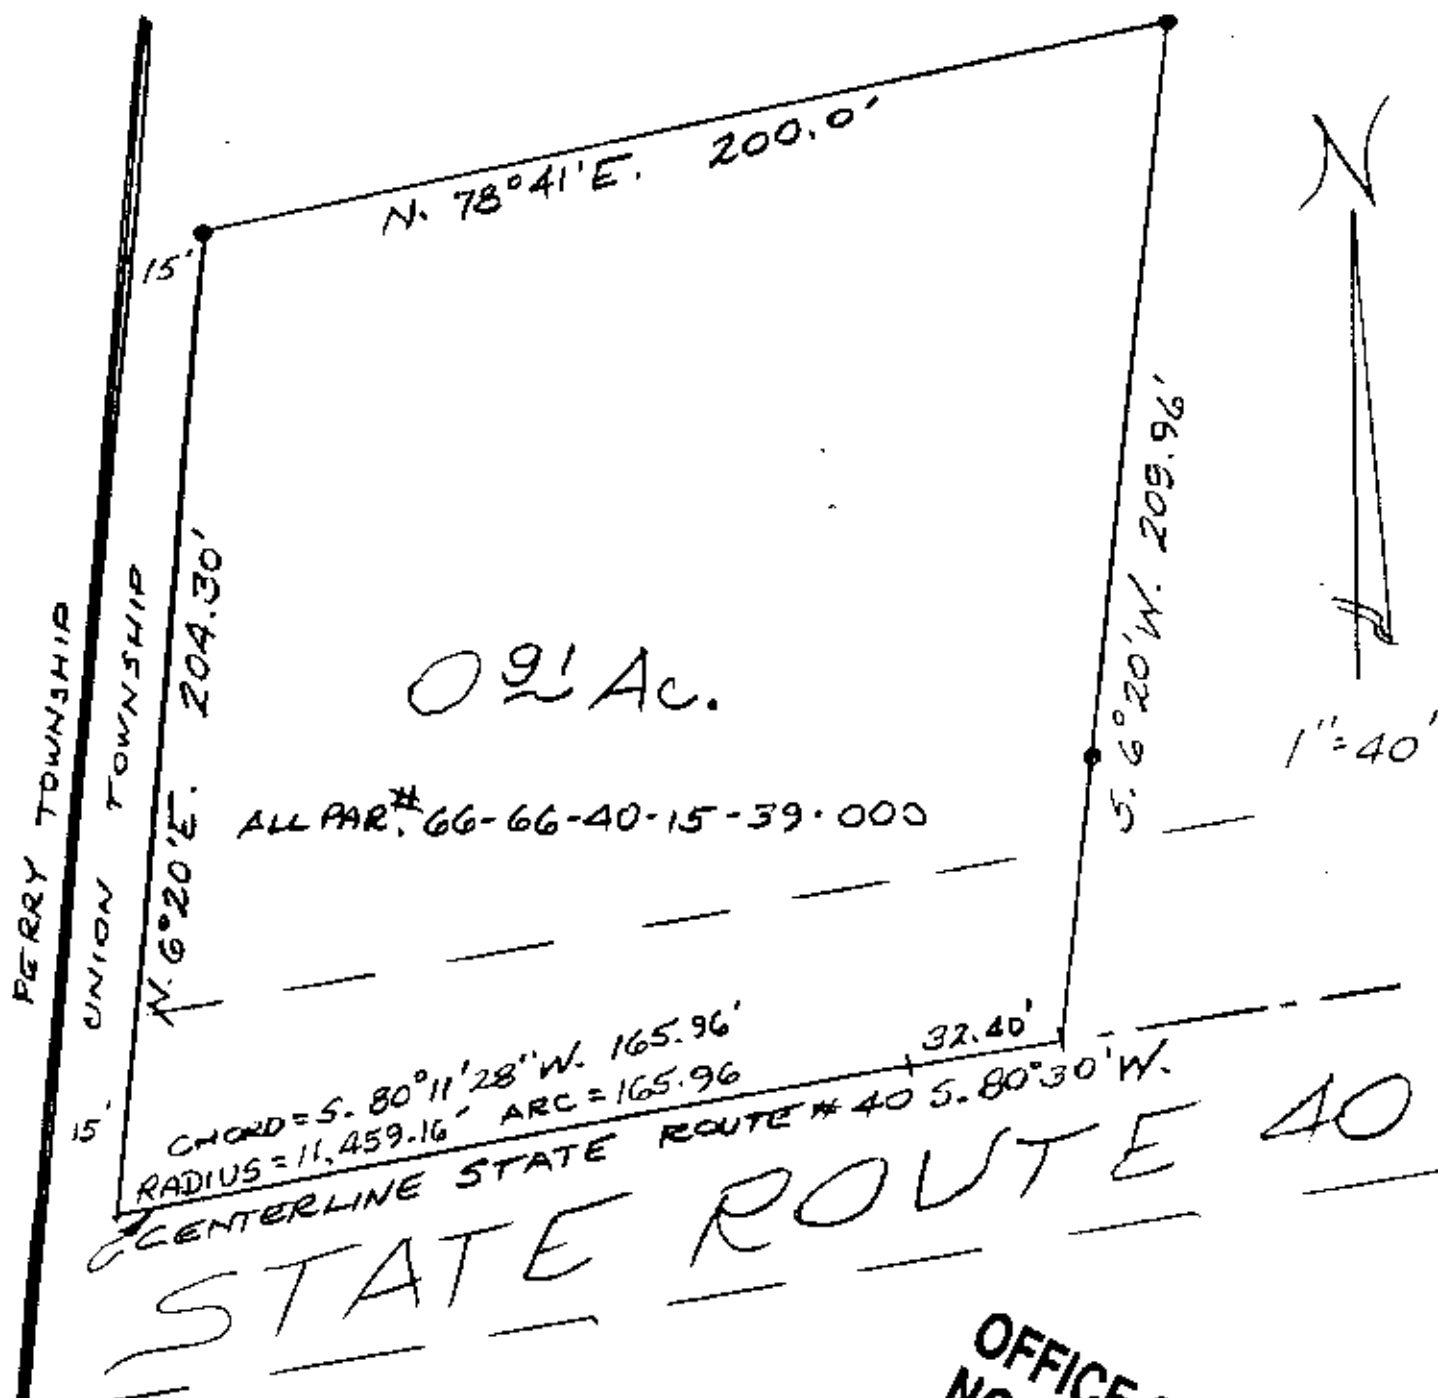 N. 78°41'E. 200.0'
N
15'
S. 6°20'W. 209.96'
1"=40'
N. 6°20'E. 204.30'
PERRY TOWNSHIP
UNION TOWNSHIP
0 91 Ac.
ALL PAR.# 66-66-40-15-39.000
32.40'
CHORD = S. 80°11'28"W. 165.96'
RADIUS = 11,459.16' ARC = 165.96
15'
CENTERLINE STATE ROUTE # 40 S. 80°30'W.
STATE ROUTE 40
OFFICE